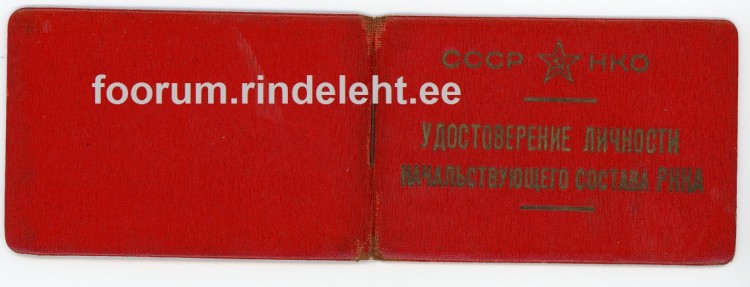 СССР НКО
foorum.rindeleht.ee
УДОСТОВЕРЕНИЕ ЛИЧНОСТИ
НАЧАЛЬСТВУЮЩЕГО СОСТАВА РККА